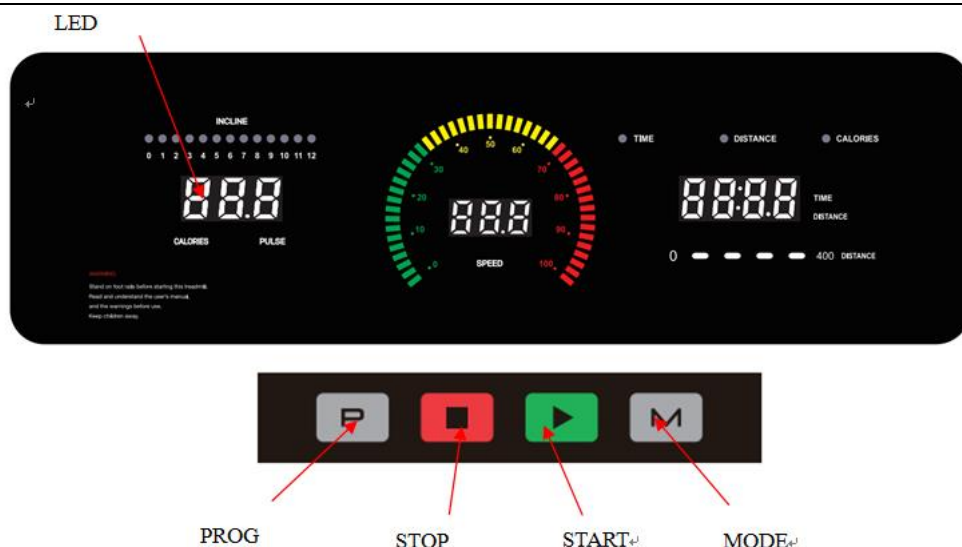 LED
INCLINE
0 1 2 3 4 5 6 7 8 9 10 11 12
88.8
CALORIES PULSE
WARNING:
Stand on foot rails before starting this treadmill.
Read and understand the user's manual,
and the warnings before use.
Keep children away.
0 10 20 30 40 50 60 70 80 90 100
88.8
SPEED
TIME DISTANCE CALORIES
88:8.8
TIME
DISTANCE
0 400 DISTANCE
P M
PROG STOP START MODE